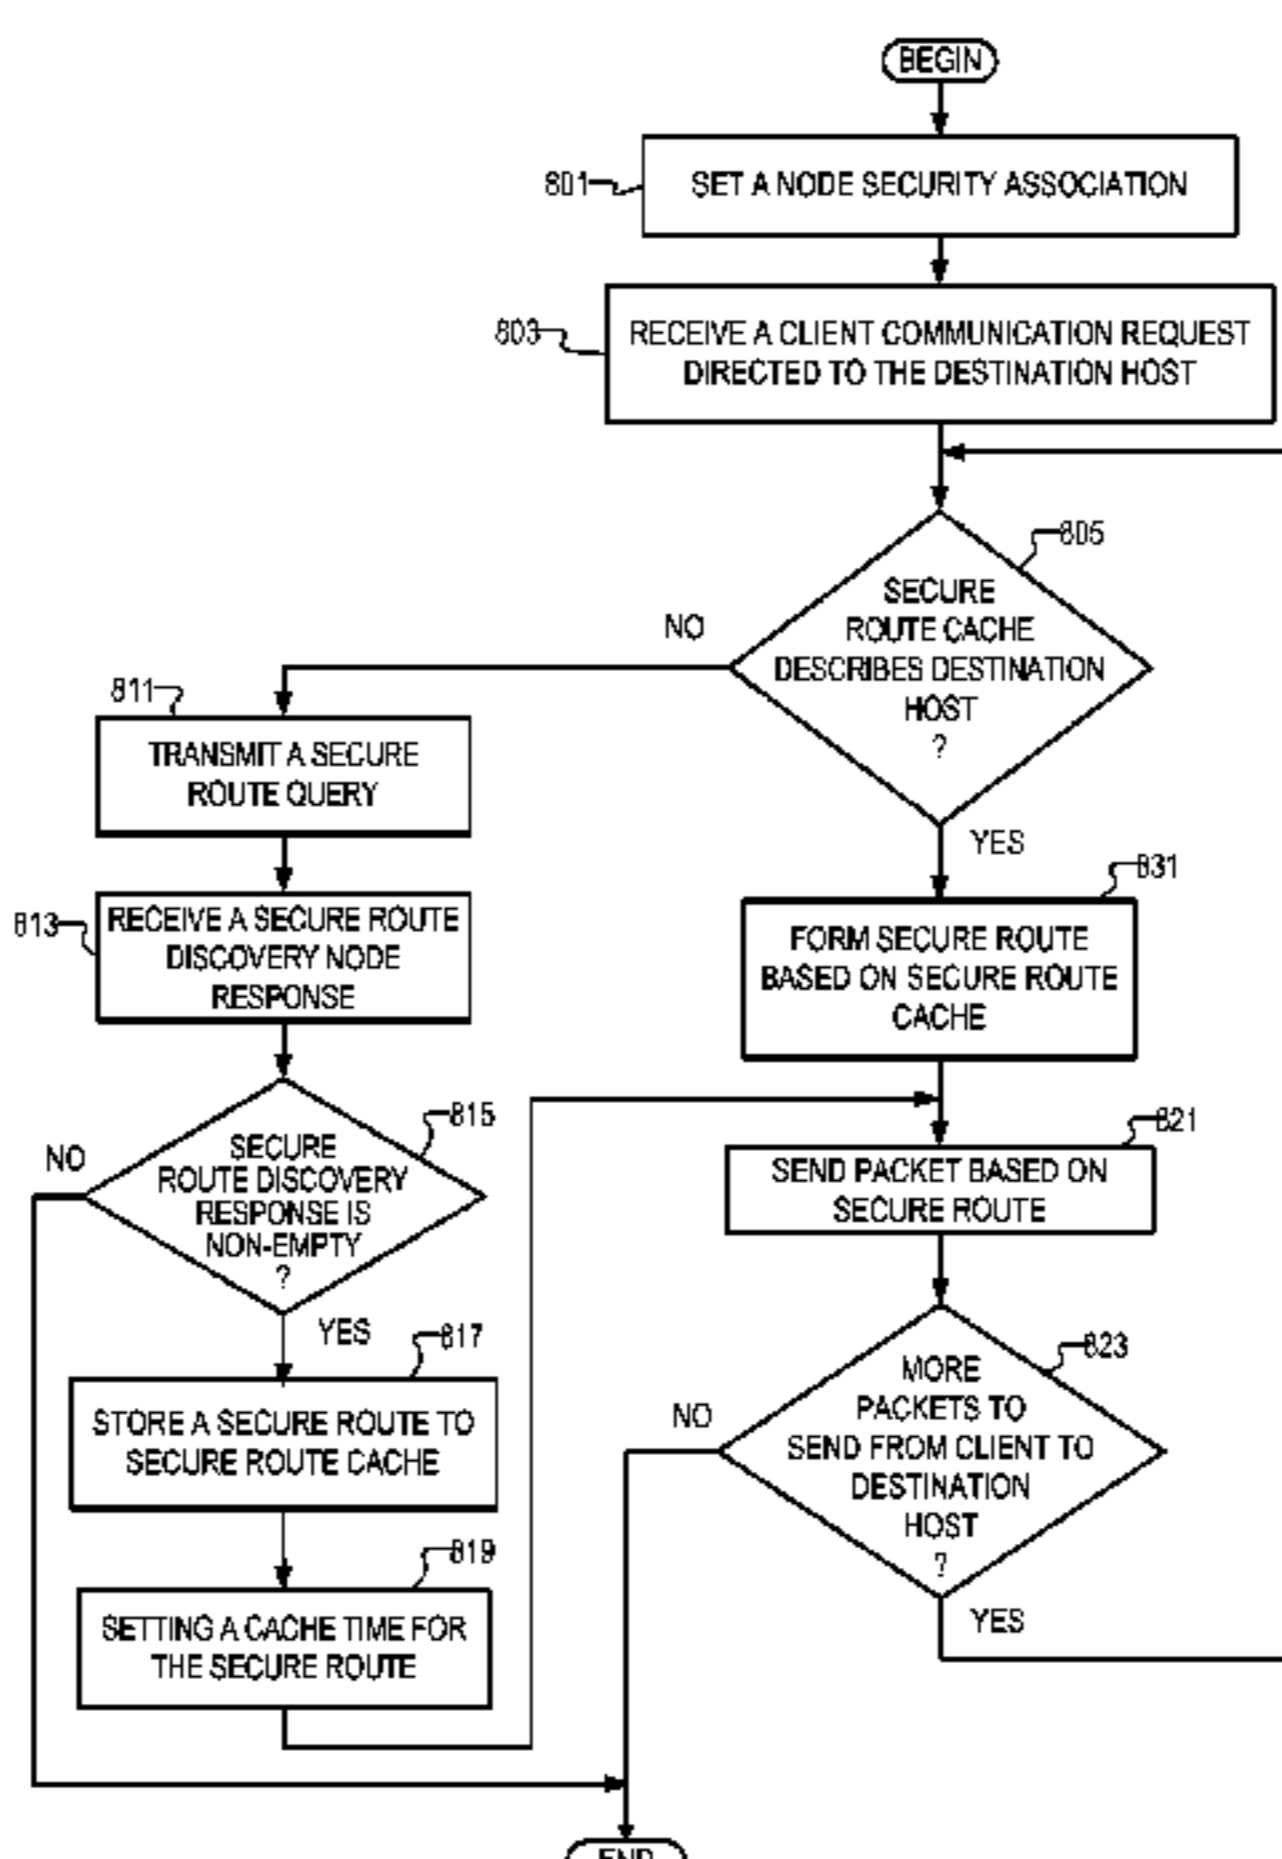 BEGIN
801
SET A NODE SECURITY ASSOCIATION
803
RECEIVE A CLIENT COMMUNICATION REQUEST
DIRECTED TO THE DESTINATION HOST
805
SECURE
ROUTE CACHE
DESCRIBES DESTINATION
HOST
?
NO
YES
811
TRANSMIT A SECURE
ROUTE QUERY
813
RECEIVE A SECURE ROUTE
DISCOVERY NODE
RESPONSE
831
FORM SECURE ROUTE
BASED ON SECURE ROUTE
CACHE
815
SECURE
ROUTE DISCOVERY
RESPONSE IS
NON-EMPTY
?
NO
YES
821
SEND PACKET BASED ON
SECURE ROUTE
817
STORE A SECURE ROUTE TO
SECURE ROUTE CACHE
823
MORE
PACKETS TO
SEND FROM CLIENT TO
DESTINATION
HOST
?
NO
YES
819
SETTING A CACHE TIME FOR
THE SECURE ROUTE
END